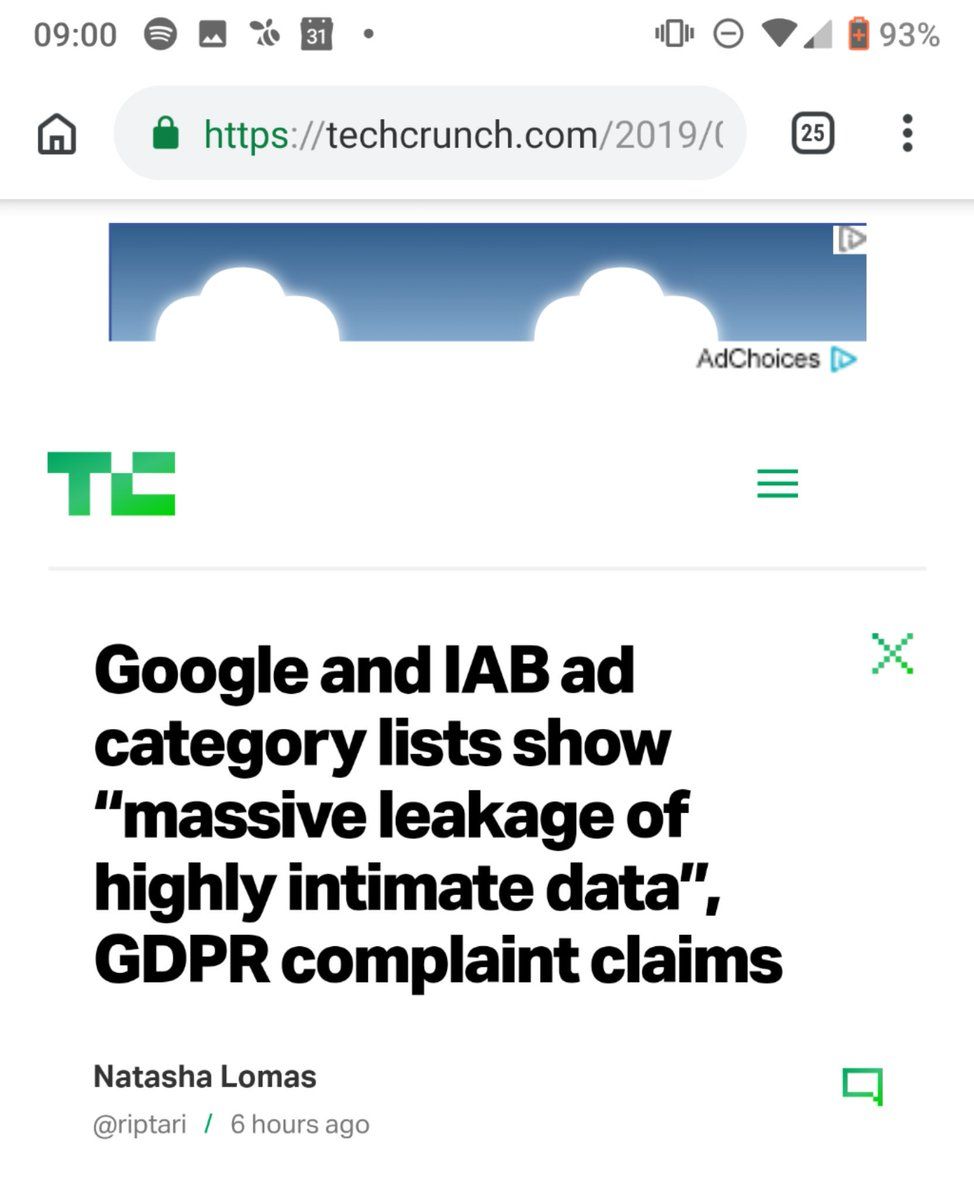 09:00 31 93%
https://techcrunch.com/2019/ 25
AdChoices
TC
Google and IAB ad
category lists show
“massive leakage of
highly intimate data”,
GDPR complaint claims
Natasha Lomas
@riptari / 6 hours ago